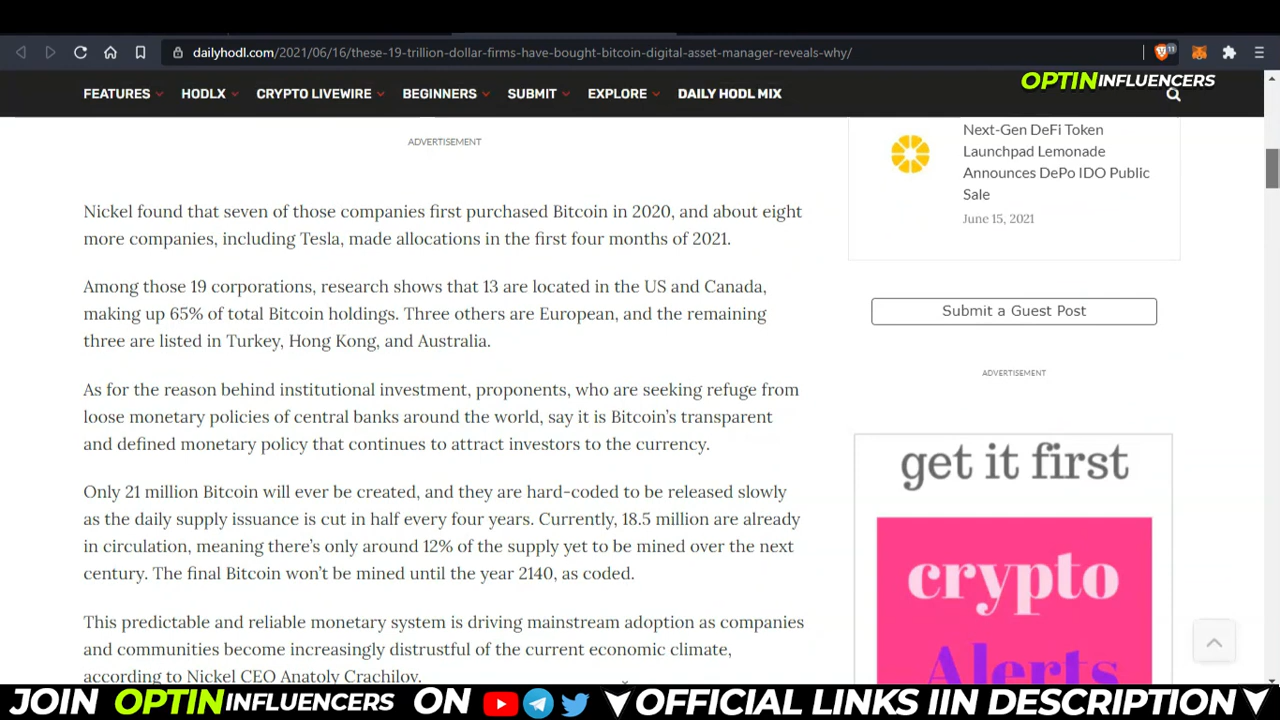 dailyhodl.com/2021/06/16/these-19-trillion-dollar-firms-have-bought-bitcoin-digital-asset-manager-reveals-why/
11
OPTIN INFLUENCERS
FEATURES HODLX CRYPTO LIVEWIRE BEGINNERS SUBMIT EXPLORE DAILY HODL MIX
ADVERTISEMENT
Nickel found that seven of those companies first purchased Bitcoin in 2020, and about eight
more companies, including Tesla, made allocations in the first four months of 2021.
Among those 19 corporations, research shows that 13 are located in the US and Canada,
making up 65% of total Bitcoin holdings. Three others are European, and the remaining
three are listed in Turkey, Hong Kong, and Australia.
As for the reason behind institutional investment, proponents, who are seeking refuge from
loose monetary policies of central banks around the world, say it is Bitcoin's transparent
and defined monetary policy that continues to attract investors to the currency.
Only 21 million Bitcoin will ever be created, and they are hard-coded to be released slowly
as the daily supply issuance is cut in half every four years. Currently, 18.5 million are already
in circulation, meaning there's only around 12% of the supply yet to be mined over the next
century. The final Bitcoin won't be mined until the year 2140, as coded.
This predictable and reliable monetary system is driving mainstream adoption as companies
and communities become increasingly distrustful of the current economic climate,
according to Nickel CEO Anatoly Crachilov.
Next-Gen DeFi Token
Launchpad Lemonade
Announces DePo IDO Public
Sale
June 15, 2021
Submit a Guest Post
ADVERTISEMENT
get it first
crypto
Alerts
JOIN OPTIN INFLUENCERS ON OFFICIAL LINKS IN DESCRIPTION